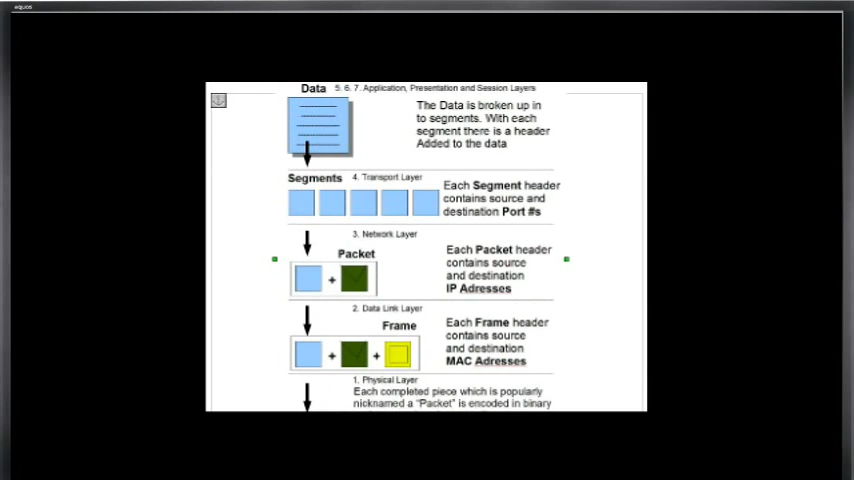 equos
Data 5. 6. 7. Application, Presentation and Session Layers
The Data is broken up in
to segments. With each
segment there is a header
Added to the data
Segments 4. Transport Layer
Each Segment header
contains source and
destination Port #s
3. Network Layer
Packet
Each Packet header
contains source
and destination
IP Adresses
+
2. Data Link Layer
Frame
Each Frame header
contains source
and destination
MAC Adresses
+ +
1. Physical Layer
Each completed piece which is popularly
nicknamed a "Packet" is encoded in binary